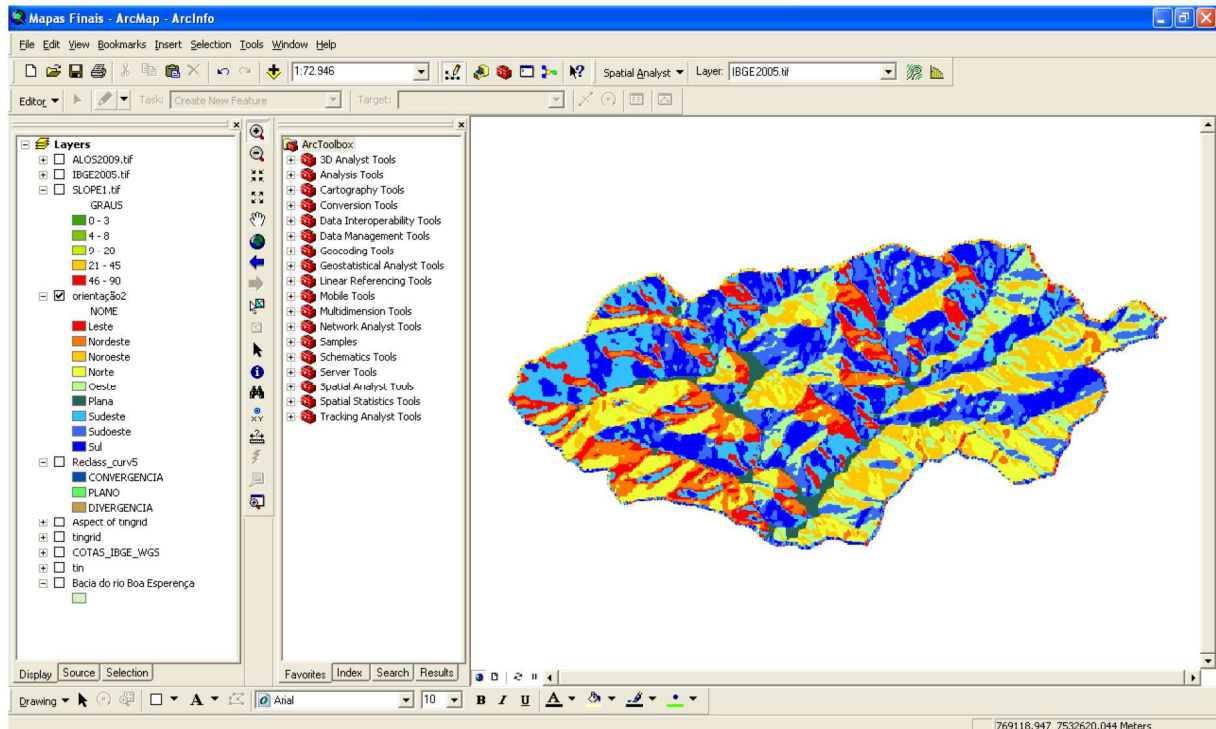 Mapas Finais - ArcMap - ArcInfo
File Edit View Bookmarks Insert Selection Tools Window Help
1:72.946 Spatial Analyst Layer: IBGE2005.tif
Editor Task: Create New Feature Target:
Layers
ALOS2009.tif
IBGE2005.tif
SLOPE1.tif
GRAUS
0 - 3
4 - 8
9 - 20
21 - 45
46 - 90
orientação2
NOME
Leste
Nordeste
Noroeste
Norte
Oeste
Plana
Sudeste
Sudoeste
Sul
Reclass_curv5
CONVERGENCIA
PLANO
DIVERGENCIA
Aspect of tingrid
tingrid
COTAS_IBGE_WGS
tin
Bacia do rio Boa Esperença
Display Source Selection
XY
ArcToolbox
3D Analyst Tools
Analysis Tools
Cartography Tools
Conversion Tools
Data Interoperability Tools
Data Management Tools
Geocoding Tools
Geostatistical Analyst Tools
Linear Referencing Tools
Mobile Tools
Multidimension Tools
Network Analyst Tools
Samples
Schematics Tools
Server Tools
Spatial Analyst Tools
Spatial Statistics Tools
Tracking Analyst Tools
Favorites Index Search Results
Drawing A Arial 10 B I U A
769118,947 7532620,044 Meters